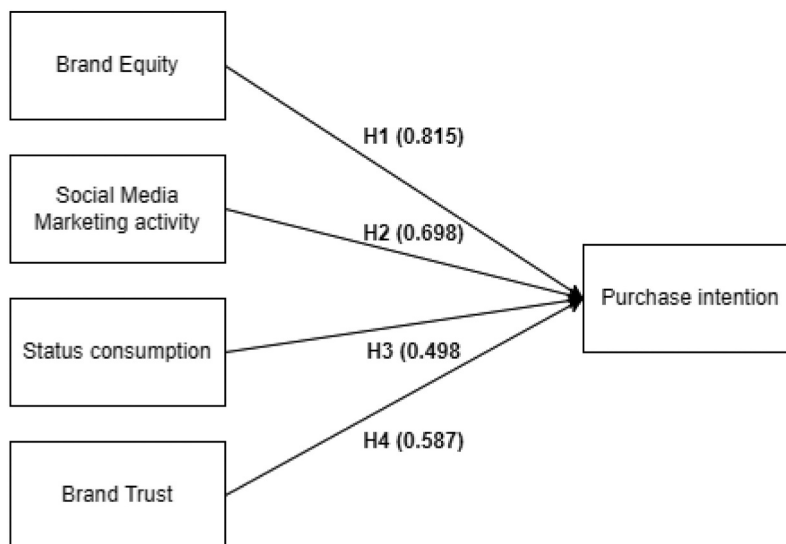 Brand Equity
H1 (0.815)
Social Media
Marketing activity
H2 (0.698)
Purchase intention
Status consumption
H3 (0.498
H4 (0.587)
Brand Trust